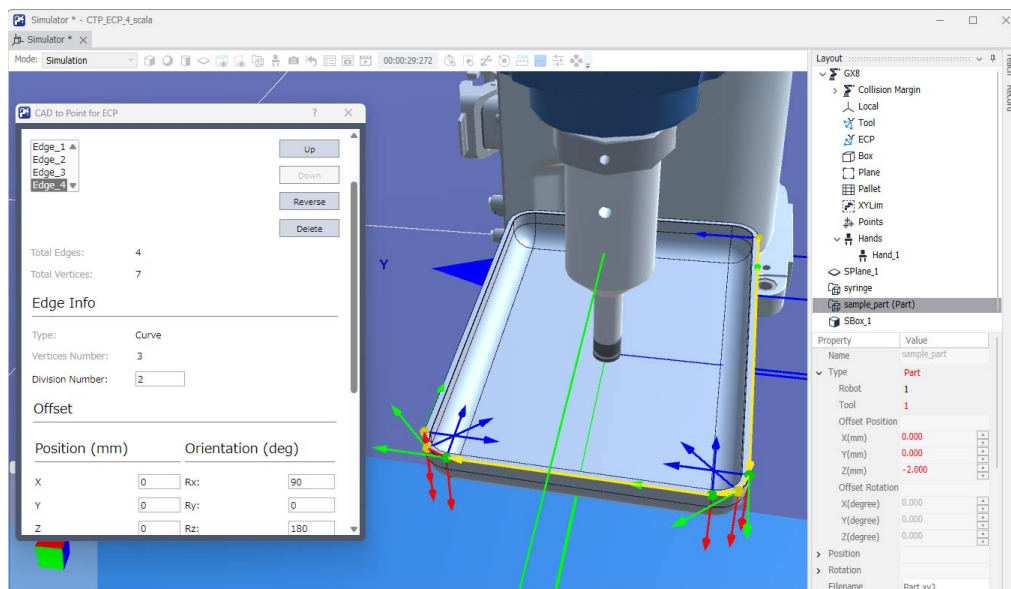 Simulator * - CTP_ECP_4_scala
Simulator *
Mode: Simulation 00:00:29:272
CAD to Point for ECP ?
Edge_1
Edge_2
Edge_3
Edge_4
Up
Down
Reverse
Delete
Total Edges: 4
Total Vertices: 7
Edge Info
Type: Curve
Vertices Number: 3
Division Number: 2
Offset
Position (mm) Orientation (deg)
X 0 Rx: 90
Y 0 Ry: 0
Z 0 Rz: 180
Y
Layout
GX8
Collision Margin
Local
Tool
ECP
Box
Plane
Pallet
XYLim
Points
Hands
Hand_1
SPlane_1
syringe
sample_part (Part)
SBox_1
Property Value
Name sample_part
Type Part
Robot 1
Tool 1
Offset Position
X(mm) 0.000
Y(mm) 0.000
Z(mm) -2.000
Offset Rotation
X(degree) 0.000
Y(degree) 0.000
Z(degree) 0.000
Position
Rotation
Filename Part.xv3
Record